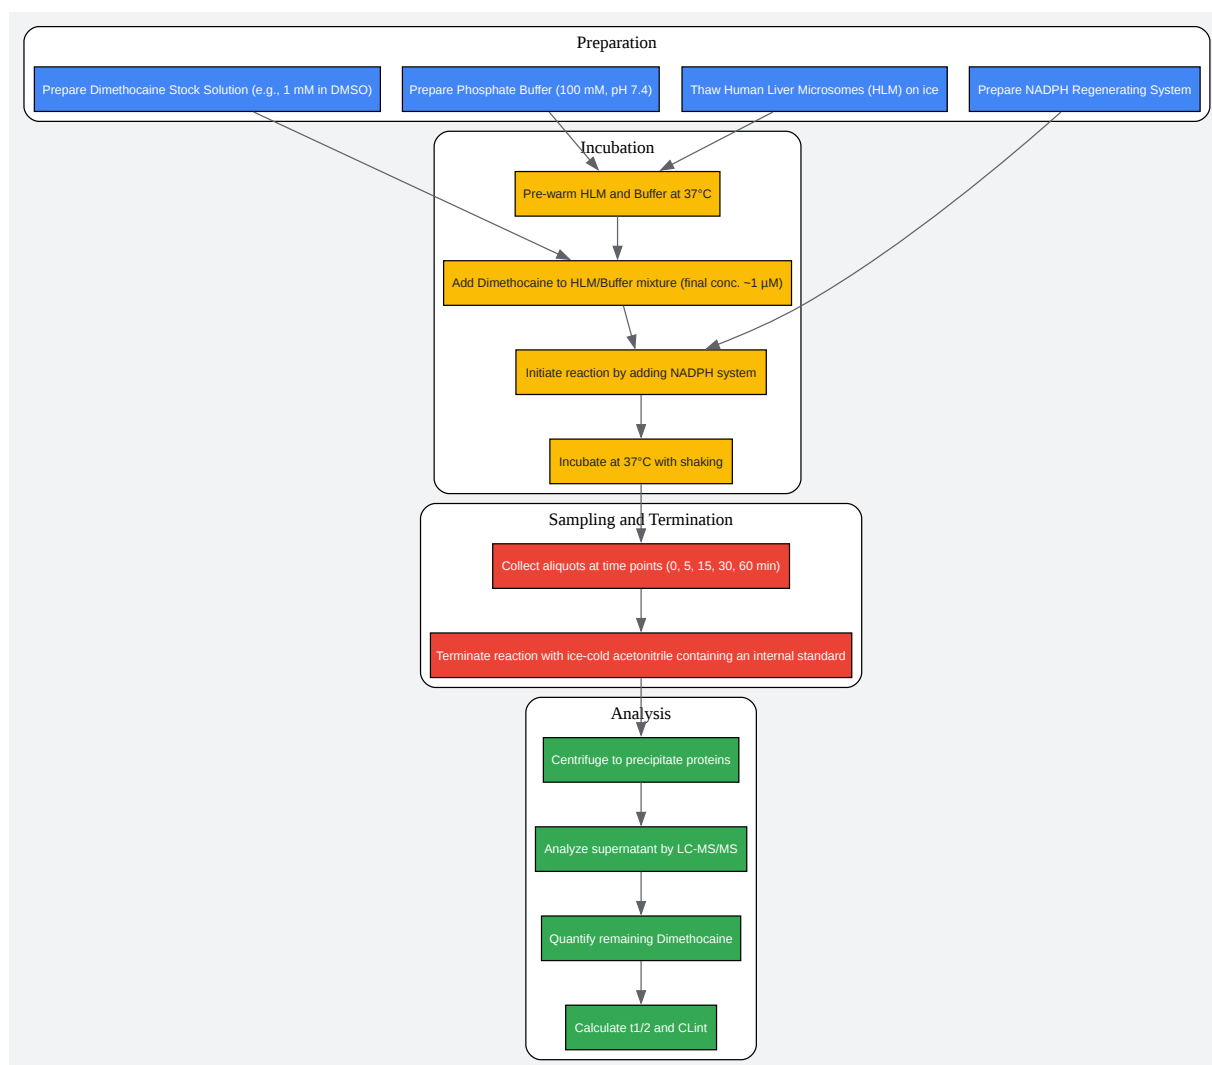 Preparation
Prepare Dimethocaine Stock Solution (e.g., 1 mM in DMSO)
Prepare Phosphate Buffer (100 mM, pH 7.4)
Thaw Human Liver Microsomes (HLM) on ice
Prepare NADPH Regenerating System
Incubation
Pre-warm HLM and Buffer at 37°C
Add Dimethocaine to HLM/Buffer mixture (final conc. ~1 µM)
Initiate reaction by adding NADPH system
Incubate at 37°C with shaking
Sampling and Termination
Collect aliquots at time points (0, 5, 15, 30, 60 min)
Terminate reaction with ice-cold acetonitrile containing an internal standard
Analysis
Centrifuge to precipitate proteins
Analyze supernatant by LC-MS/MS
Quantify remaining Dimethocaine
Calculate t1/2 and CLint